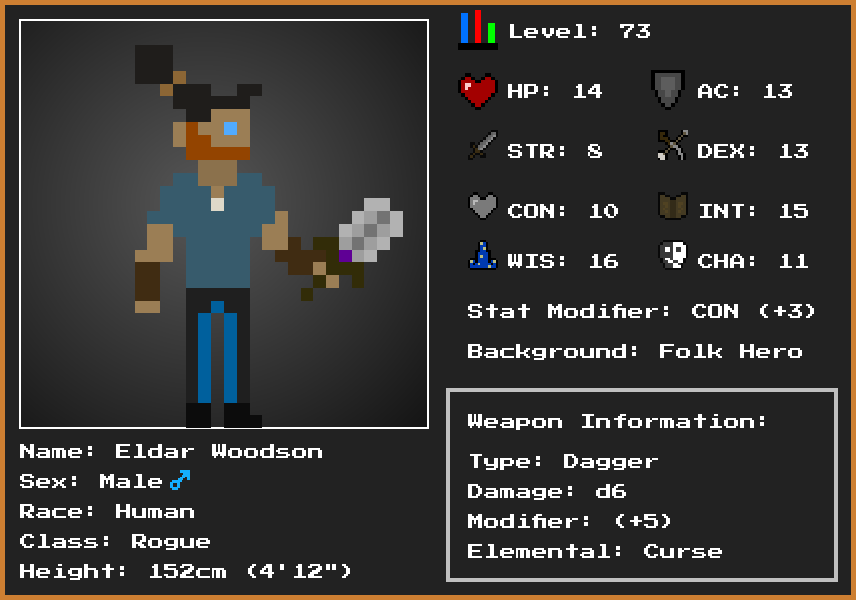 Level: 73
HP: 14
AC: 13
STR: 8
DEX: 13
CON: 10
INT: 15
WIS: 16
CHA: 11
Stat Modifier: CON (+3)
Background: Folk Hero
Weapon Information:
Type: Dagger
Damage: d6
Modifier: (+5)
Elemental: Curse
Name: Eldar Woodson
Sex: Male ♂
Race: Human
Class: Rogue
Height: 152cm (4'12")